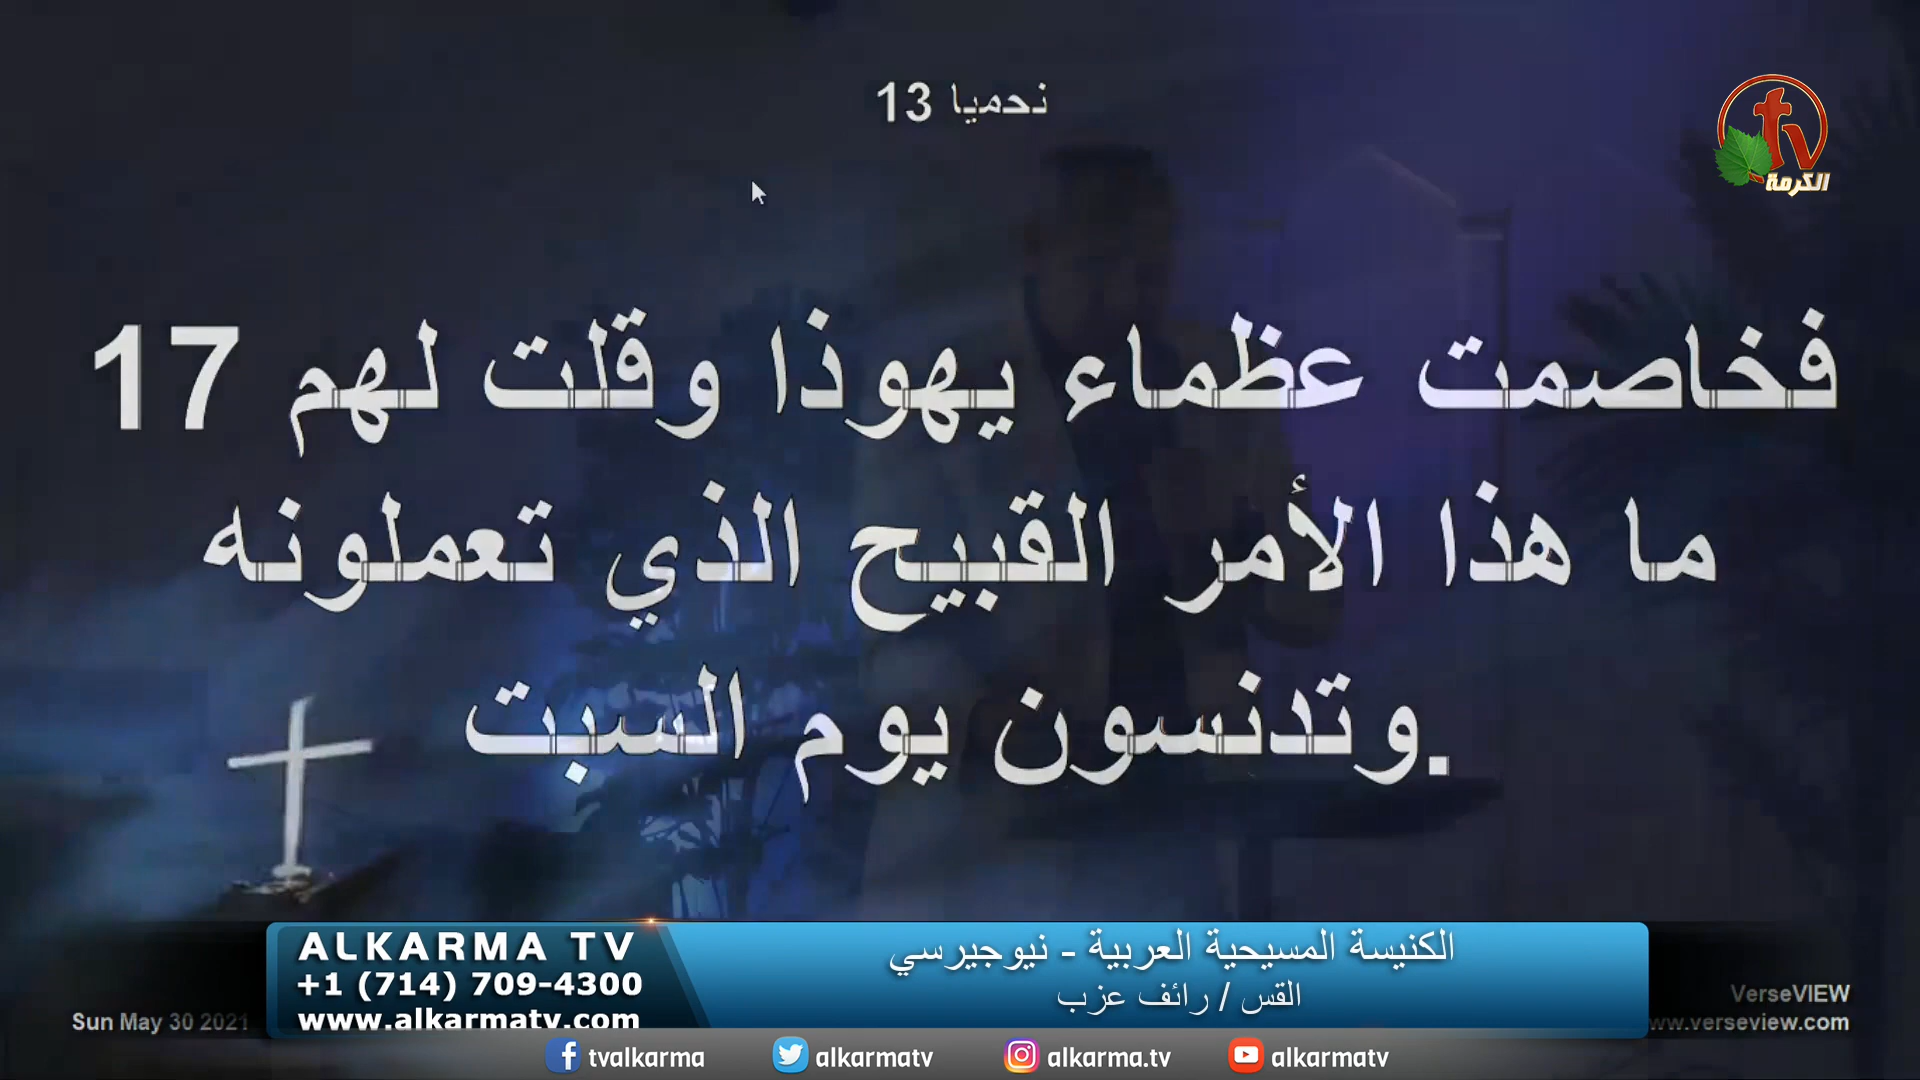 نحميا 13
tv
الكرمة
17 فخاصمت عظماء يهوذا وقلت لهم
ما هذا الأمر القبيح الذي تعملونه
وتدنسون يوم السبت.
ALKARMA TV
+1 (714) 709-4300
www.alkarmatv.com
الكنيسة المسيحية العربية - نيوجيرسي
القس / رائف عزب
Sun May 30 2021
VerseVIEW
www.verseview.com
tvalkarma
alkarmatv
alkarma.tv
alkarmatv